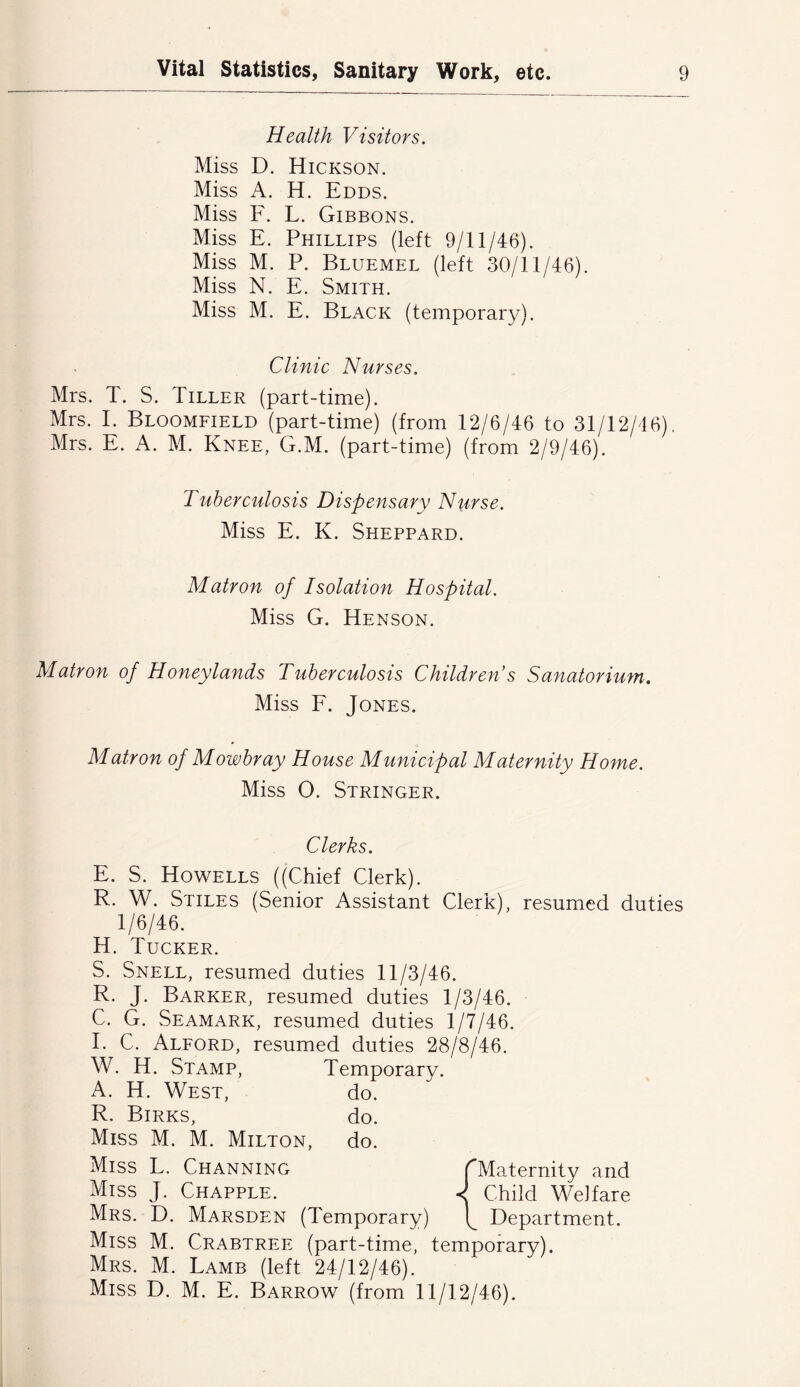 Vital Statistics, Sanitary Work, etc. 9
Health Visitors.
Miss D. Hickson.
Miss A. H. Edds.
Miss F. L. Gibbons.
Miss E. Phillips (left 9/11/46).
Miss M. P. Bluemel (left 30/11/46).
Miss N. E. Smith.
Miss M. E. Black (temporary).
Clinic Nurses.
Mrs. T. S. Tiller (part-time).
Mrs. I. Bloomfield (part-time) (from 12/6/46 to 31/12/46).
Mrs. E. A. M. Knee, G.M. (part-time) (from 2/9/46).
Tuberculosis Dispensary Nurse.
Miss E. K. Sheppard.
Matron of Isolation Hospital.
Miss G. Henson.
Matron of Honeylands Tuberculosis Children's Sanatorium.
Miss F. Jones.
Matron of Mowbray House Municipal Maternity Home.
Miss O. Stringer.
Clerks.
E. S. Howells ((Chief Clerk).
R. W. Stiles (Senior Assistant Clerk), resumed duties
1/6/46.
H. Tucker.
S. Snell, resumed duties 11/3/46.
R. J. Barker, resumed duties 1/3/46.
C. G. Seamark, resumed duties 1/7/46.
I. C. Alford, resumed duties 28/8/46.
W. H. Stamp, Temporary.
A. H. West, do.
R. Birks, do.
Miss M. M. Milton, do.
Miss L. Channing { Maternity and
Miss J. Chapple. Child Welfare
Mrs. D. Marsden (Temporary) Department.
Miss M. Crabtree (part-time, temporary).
Mrs. M. Lamb (left 24/12/46).
Miss D. M. E. Barrow (from 11/12/46).